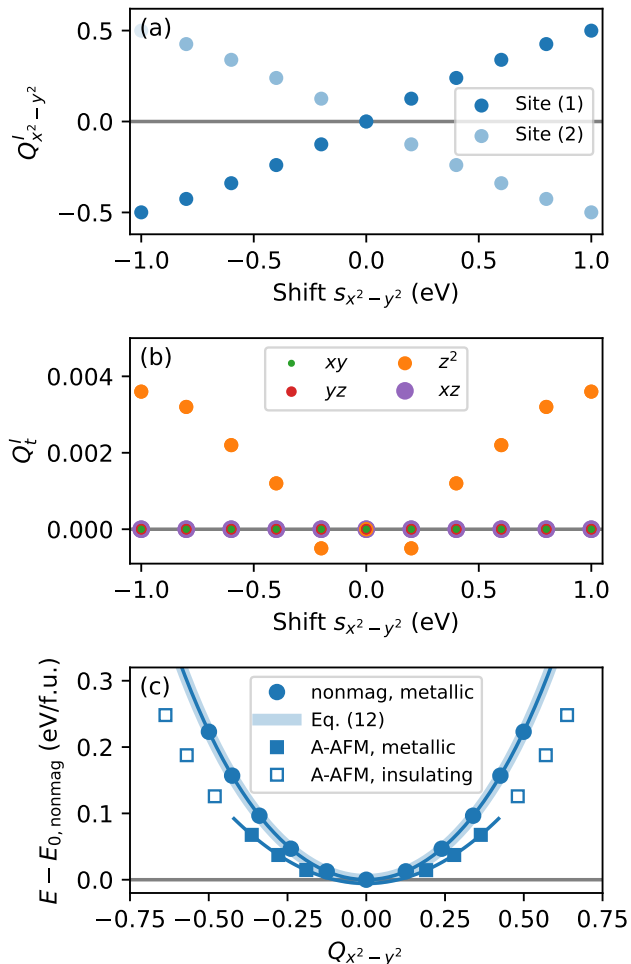 (a)
0.5
0.0
−0.5
Q^I_{x²−y²}
Site (1)
Site (2)
−1.0 −0.5 0.0 0.5 1.0
Shift s_{x²−y²} (eV)
(b)
0.004
0.002
0.000
Q^I_t
xy
z²
yz
xz
−1.0 −0.5 0.0 0.5 1.0
Shift s_{x²−y²} (eV)
(c)
0.3
0.2
0.1
0.0
E − E_{0, nonmag} (eV/f.u.)
nonmag, metallic
Eq. (12)
A-AFM, metallic
A-AFM, insulating
−0.75 −0.50 −0.25 0.00 0.25 0.50 0.75
Q_{x²−y²}